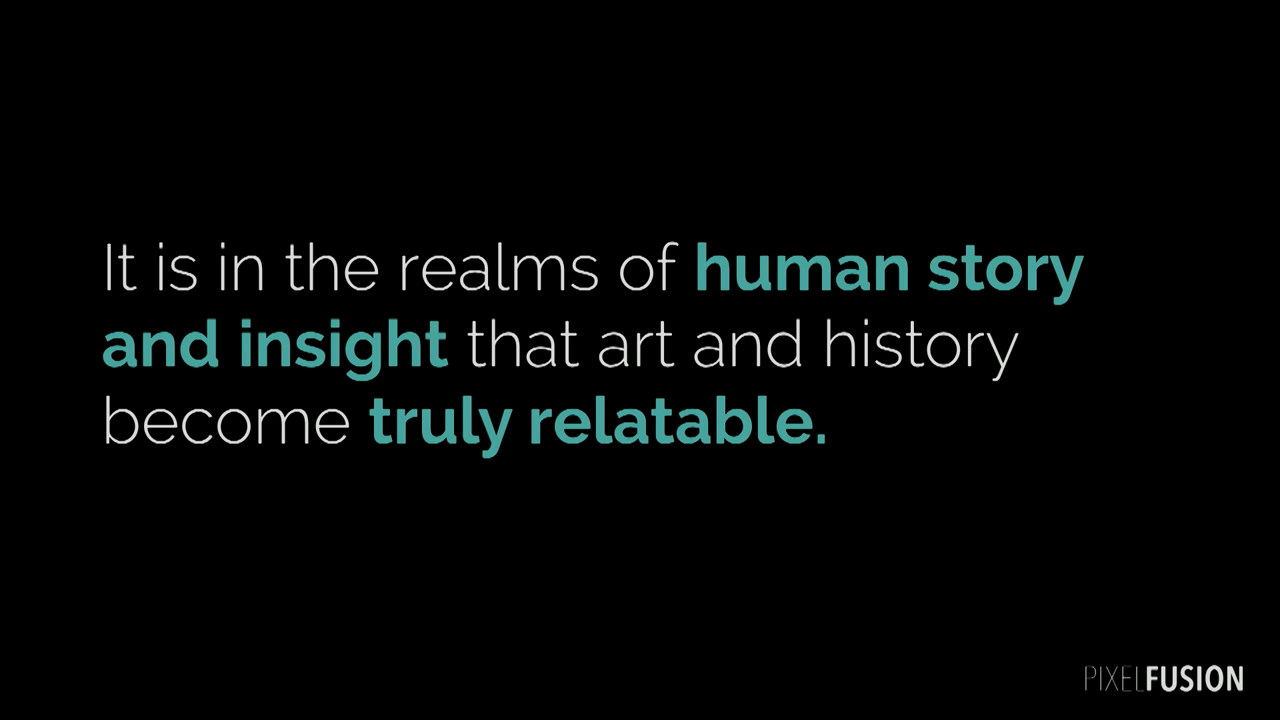 It is in the realms of human story
and insight that art and history
become truly relatable.
PIXELFUSION